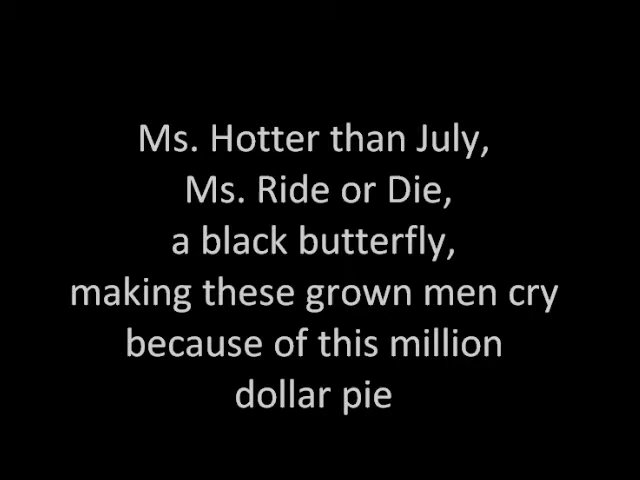 Ms. Hotter than July,
Ms. Ride or Die,
a black butterfly,
making these grown men cry
because of this million
dollar pie